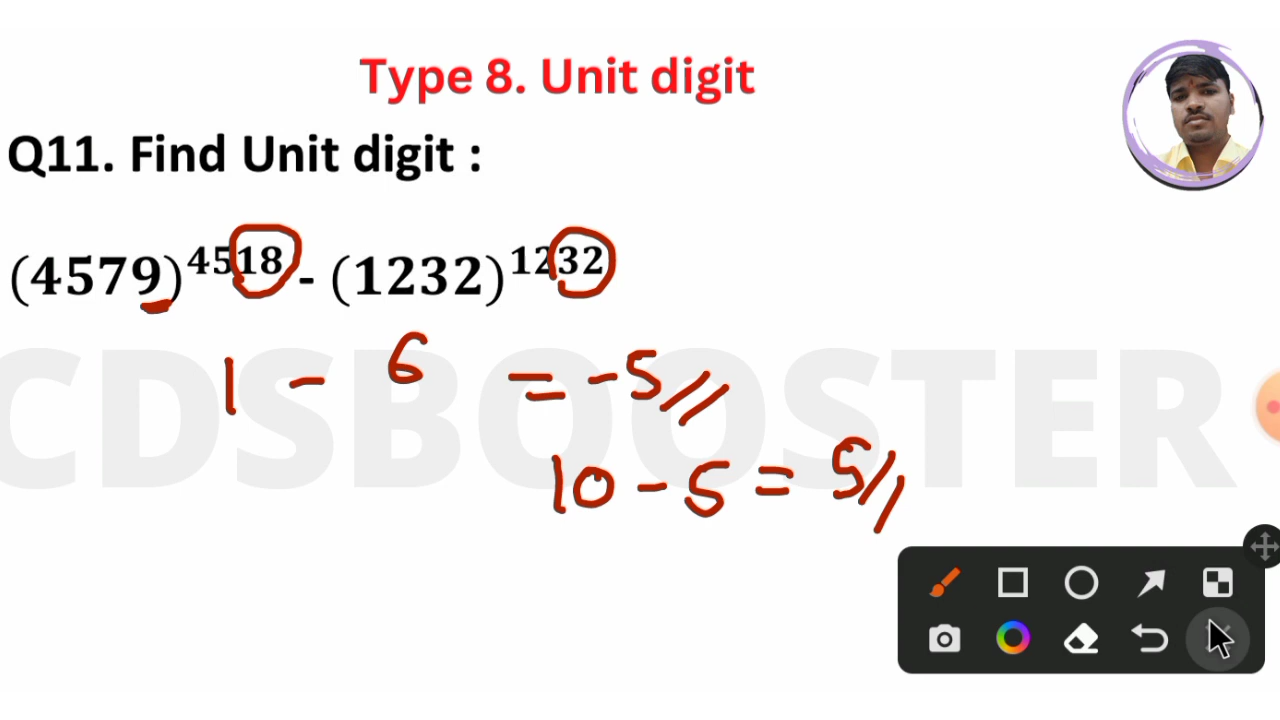 Type 8. Unit digit
Q11. Find Unit digit :
(4579)^4518 - (1232)^1232
1 - 6 = -5//
10 - 5 = 5//
CDSBOOSTER